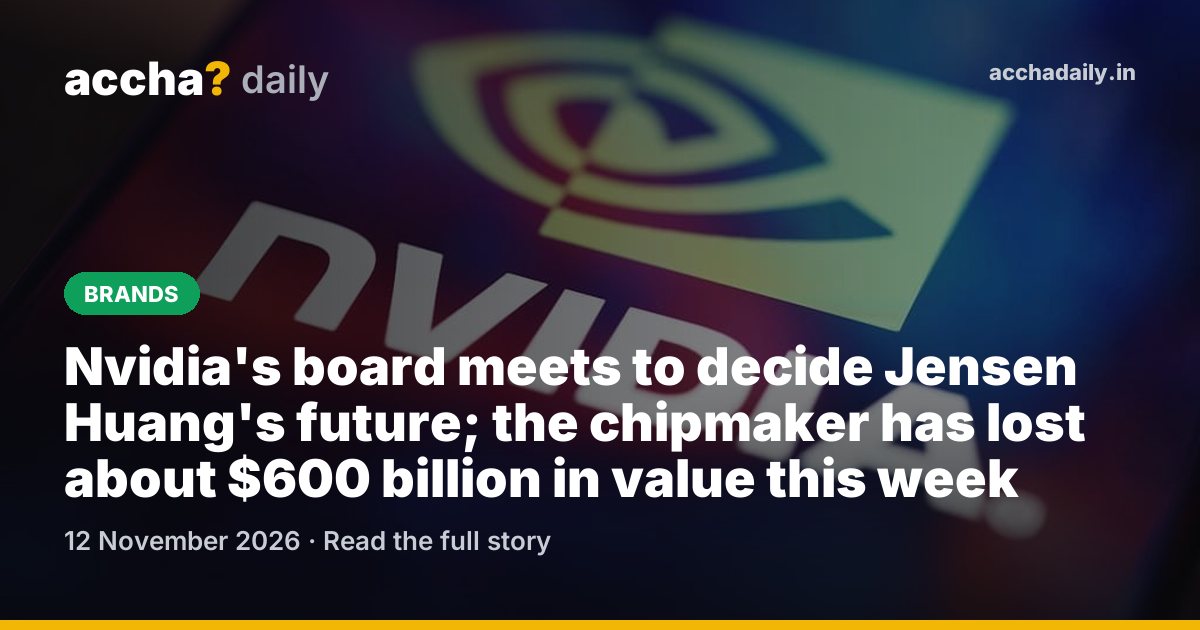 accha? daily
acchadaily.in
nVIDIA.
BRANDS
Nvidia's board meets to decide Jensen
Huang's future; the chipmaker has lost
about $600 billion in value this week
12 November 2026 · Read the full story